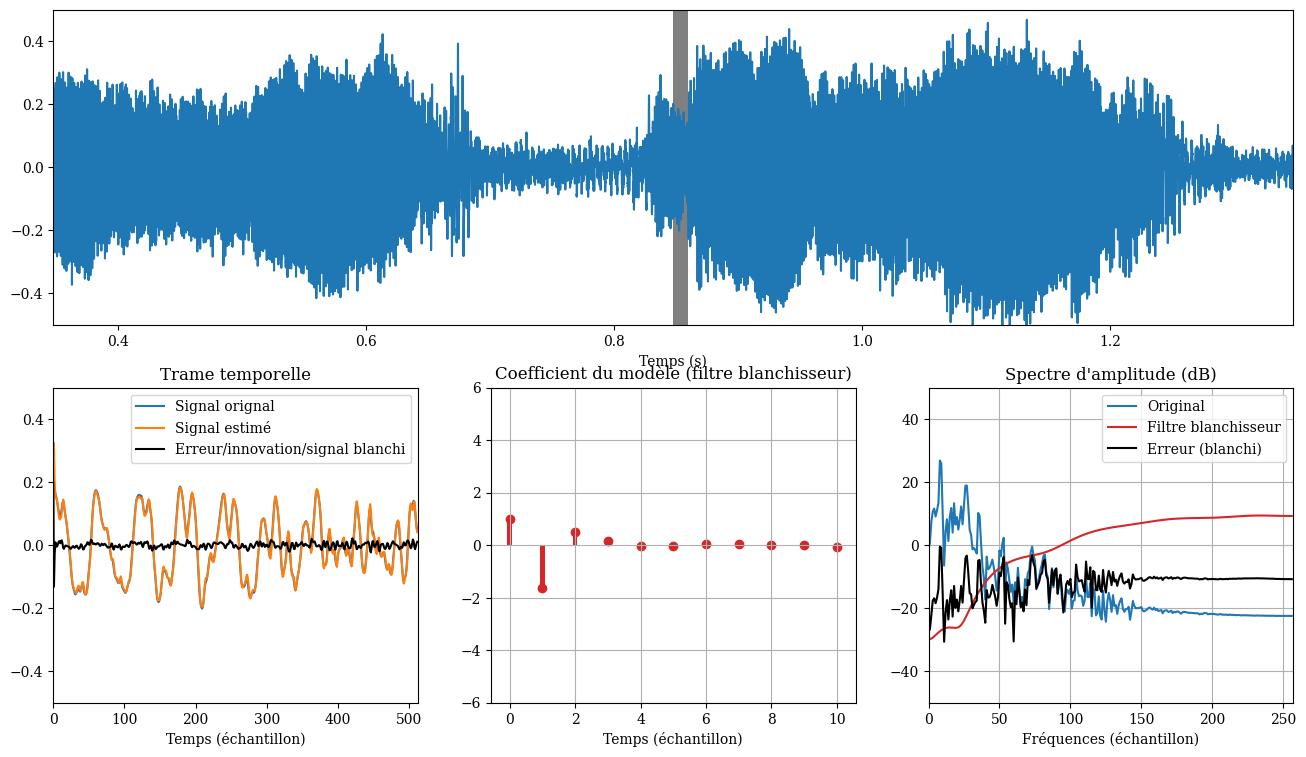 0.4
0.2
0.0
−0.2
−0.4
0.4 0.6 0.8 1.0 1.2
Temps (s)
Trame temporelle
0.4
0.2
0.0
−0.2
−0.4
Signal orignal
Signal estimé
Erreur/innovation/signal blanchi
0 100 200 300 400 500
Temps (échantillon)
Coefficient du modèle (filtre blanchisseur)
6
4
2
0
−2
−4
−6
0 2 4 6 8 10
Temps (échantillon)
Spectre d'amplitude (dB)
40
20
0
−20
−40
Original
Filtre blanchisseur
Erreur (blanchi)
0 50 100 150 200 250
Fréquences (échantillon)